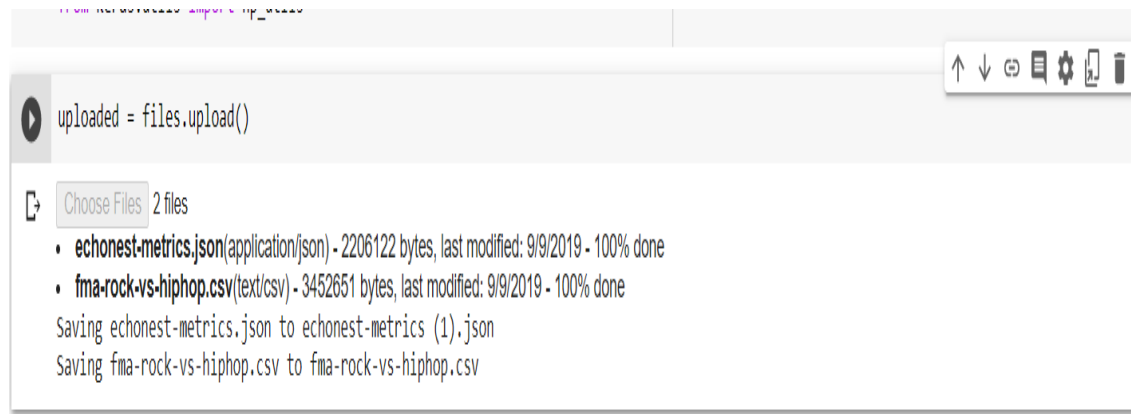 import np_utils
uploaded = files.upload()
Choose Files 2 files
echonest-metrics.json(application/json) - 2206122 bytes, last modified: 9/9/2019 - 100% done
fma-rock-vs-hiphop.csv(text/csv) - 3452651 bytes, last modified: 9/9/2019 - 100% done
Saving echonest-metrics.json to echonest-metrics (1).json
Saving fma-rock-vs-hiphop.csv to fma-rock-vs-hiphop.csv